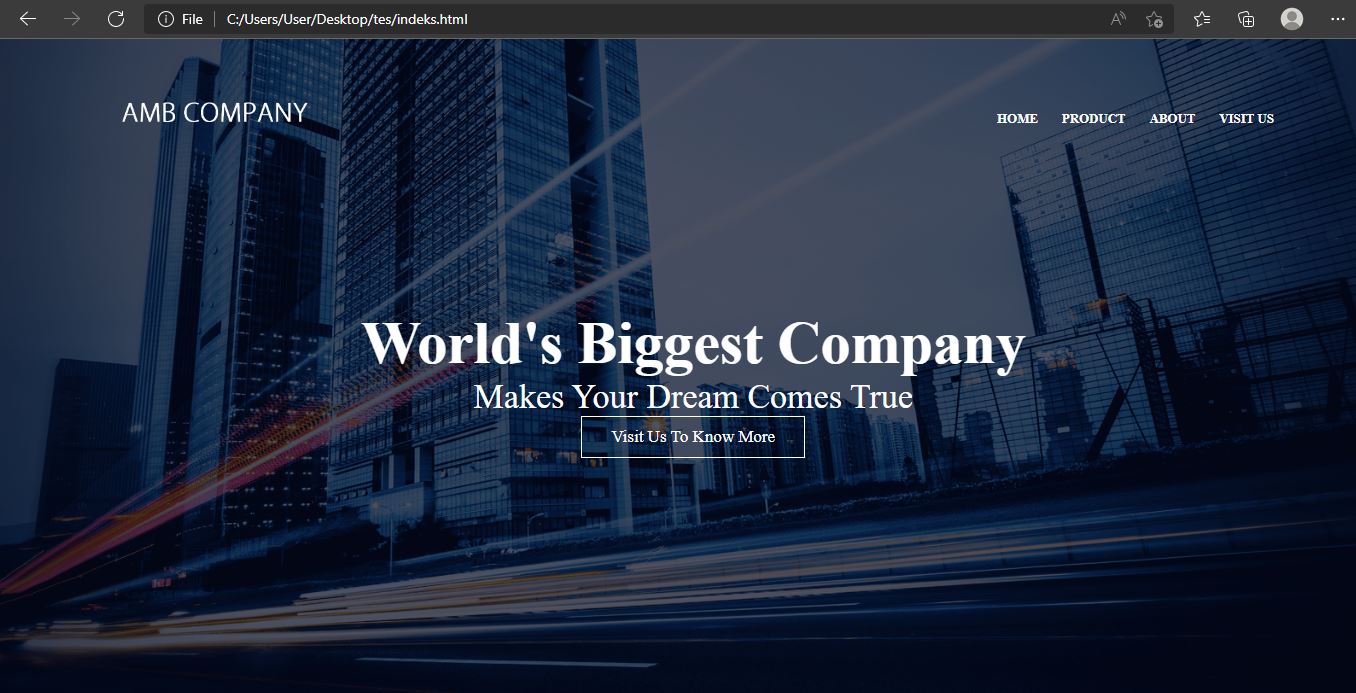 File
C:/Users/User/Desktop/tes/indeks.html
AMB COMPANY
HOME PRODUCT ABOUT VISIT US
World's Biggest Company
Makes Your Dream Comes True
Visit Us To Know More